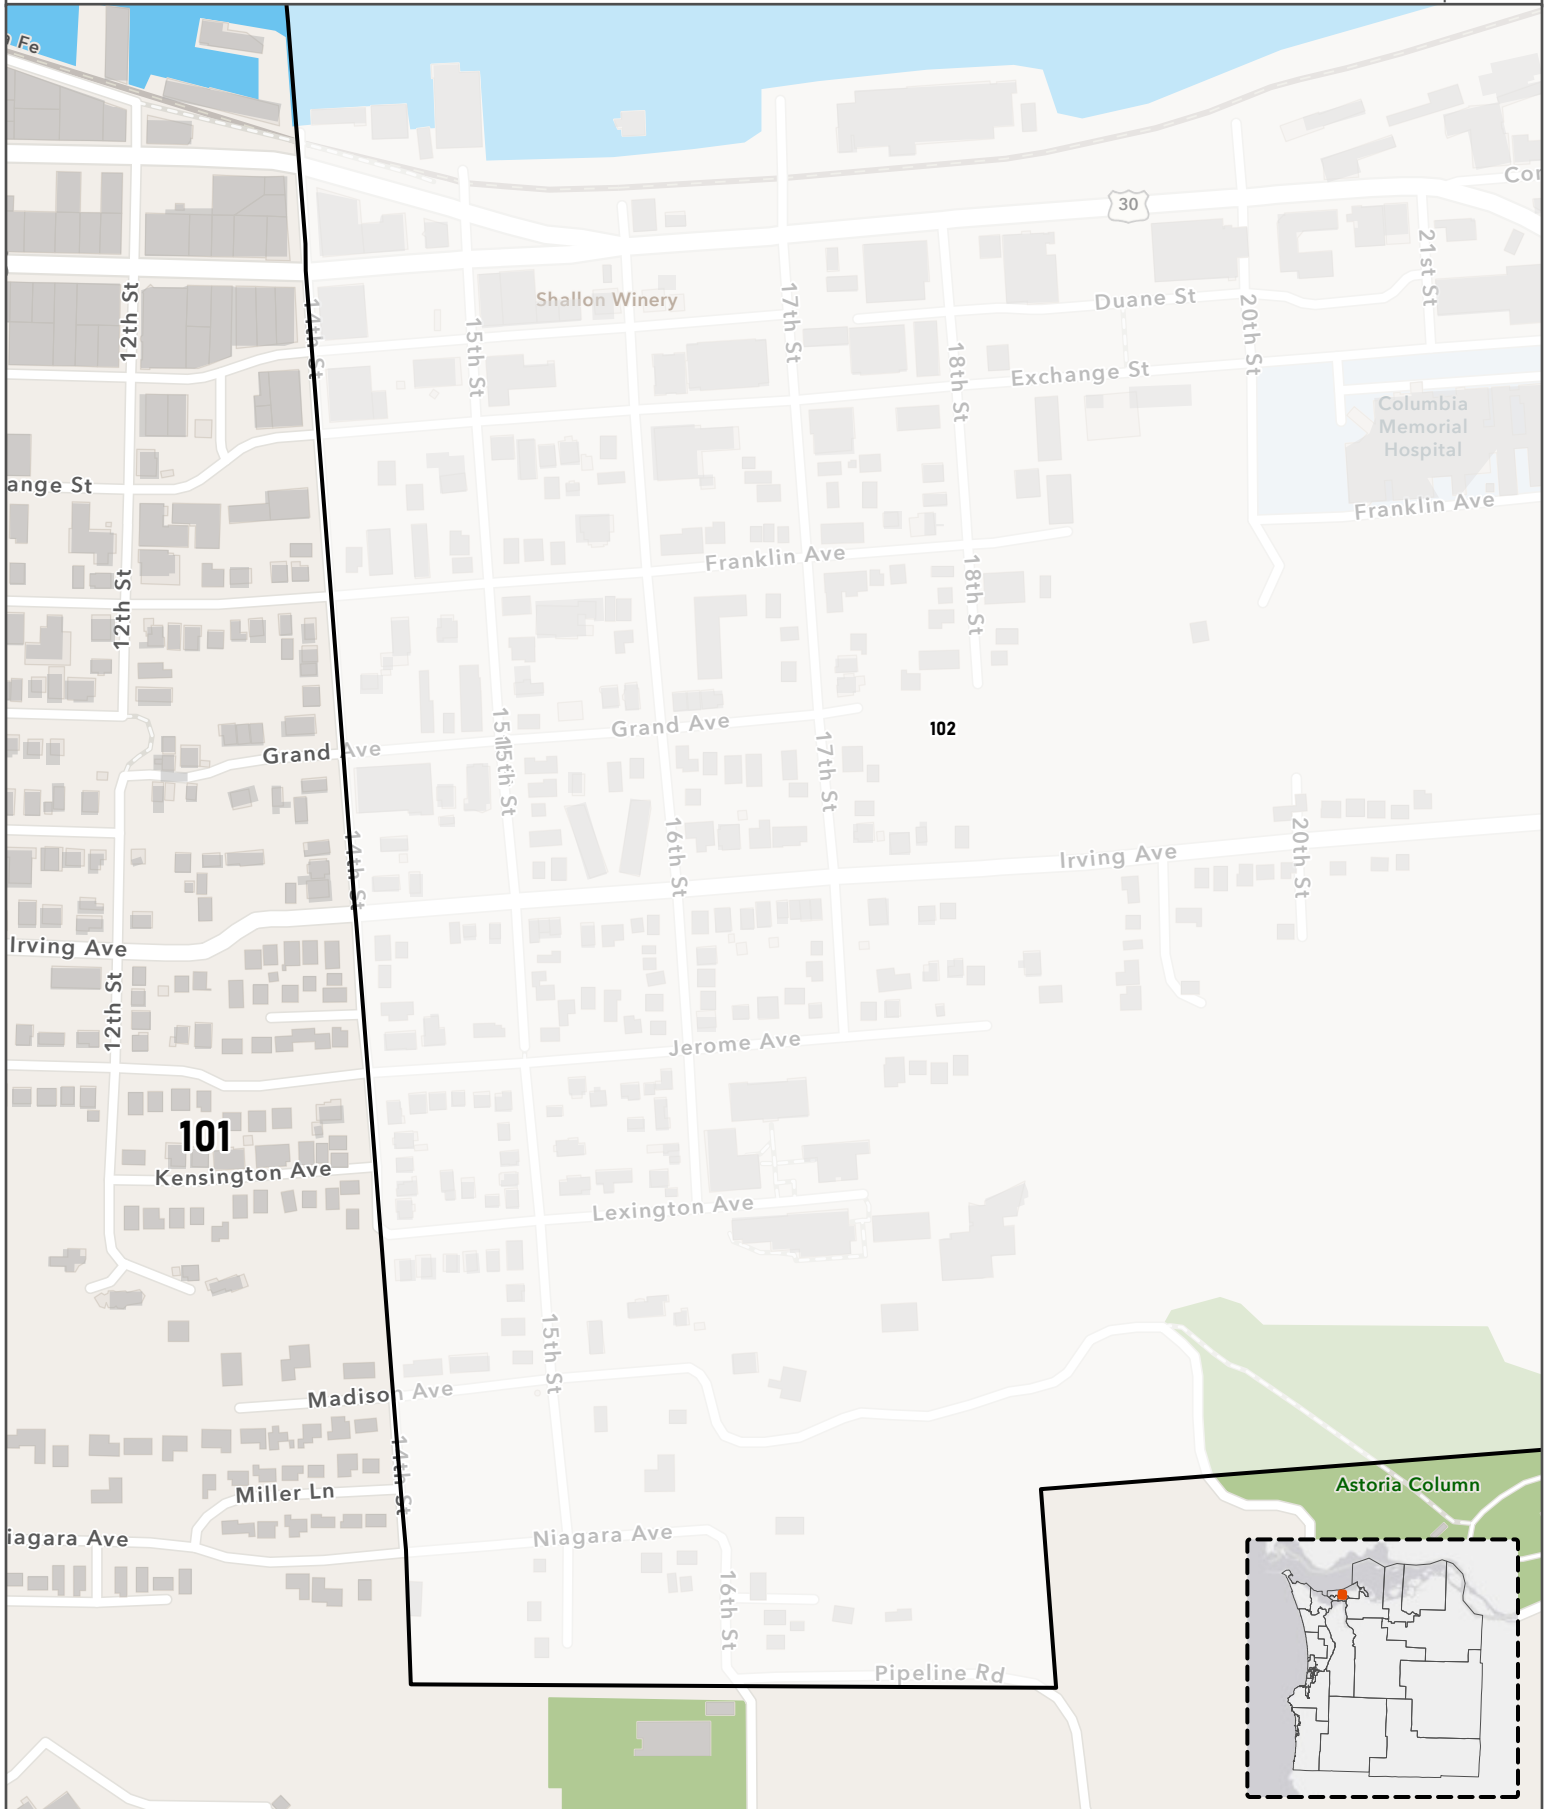 a Fe
Cor
30
21st St
12th St
14th St
Shallon Winery
17th St
Duane St
20th St
15th St
18th St
Exchange St
Columbia
Memorial
Hospital
ange St
Franklin Ave
Franklin Ave
12th St
18th St
Grand Ave
15th St
Grand Ave
102
17th St
14th St
16th St
Irving Ave
20th St
Irving Ave
12th St
Jerome Ave
101
Kensington Ave
Lexington Ave
15th St
Madison Ave
14th St
Miller Ln
Astoria Column
iagara Ave
Niagara Ave
16th St
Pipeline Rd